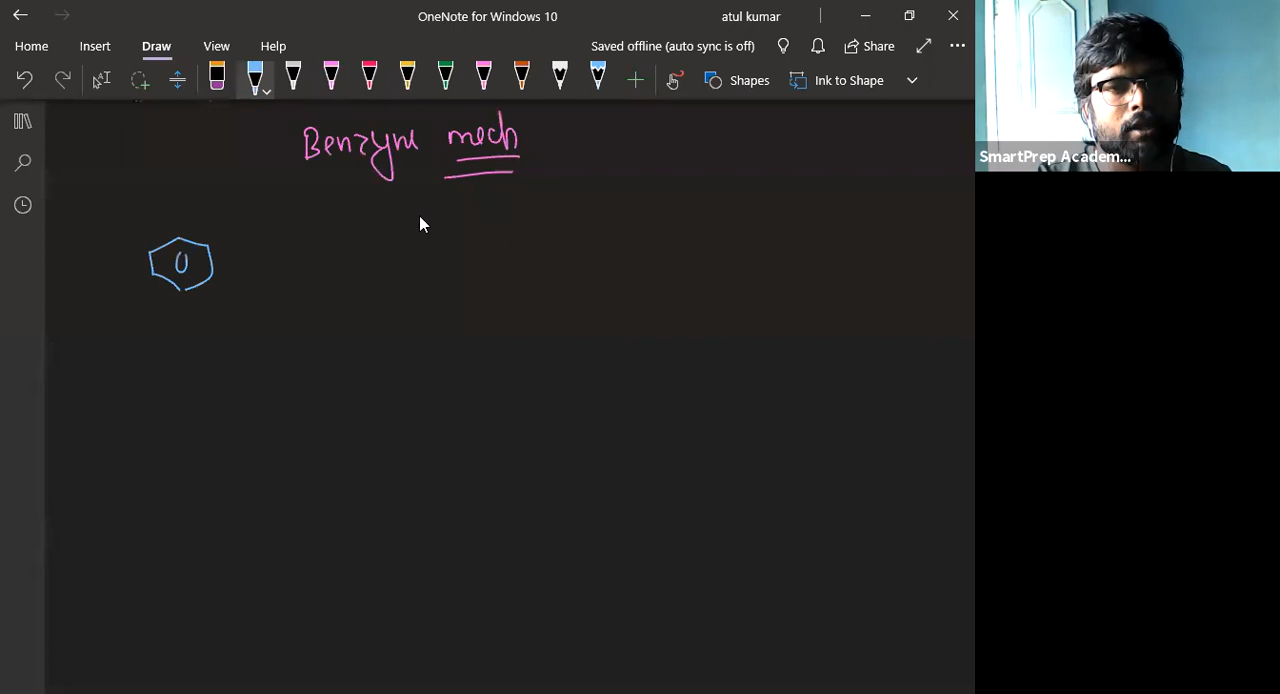 OneNote for Windows 10
atul kumar
Home Insert Draw View Help
Saved offline (auto sync is off)
Share
Shapes
Ink to Shape
SmartPrep Academ...
Benzyne mech